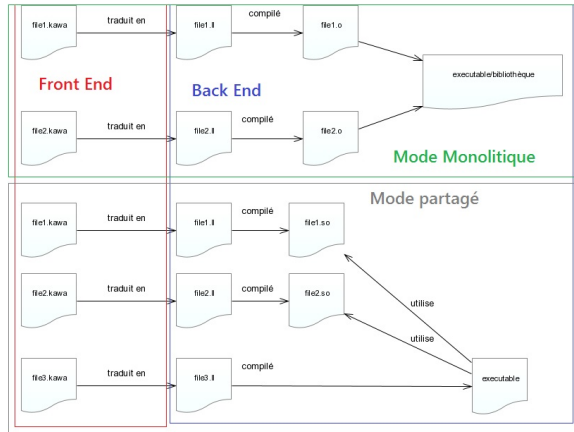 file1.kawa
traduit en
file1.ll
compilé
file1.o
Front End
Back End
executable/bibliothèque
file2.kawa
traduit en
file2.ll
compilé
file2.o
Mode Monolitique
Mode partagé
file1.kawa
traduit en
file1.ll
compilé
file1.so
file2.kawa
traduit en
file2.ll
compilé
file2.so
utilise
utilise
file3.kawa
traduit en
file3.ll
compilé
executable